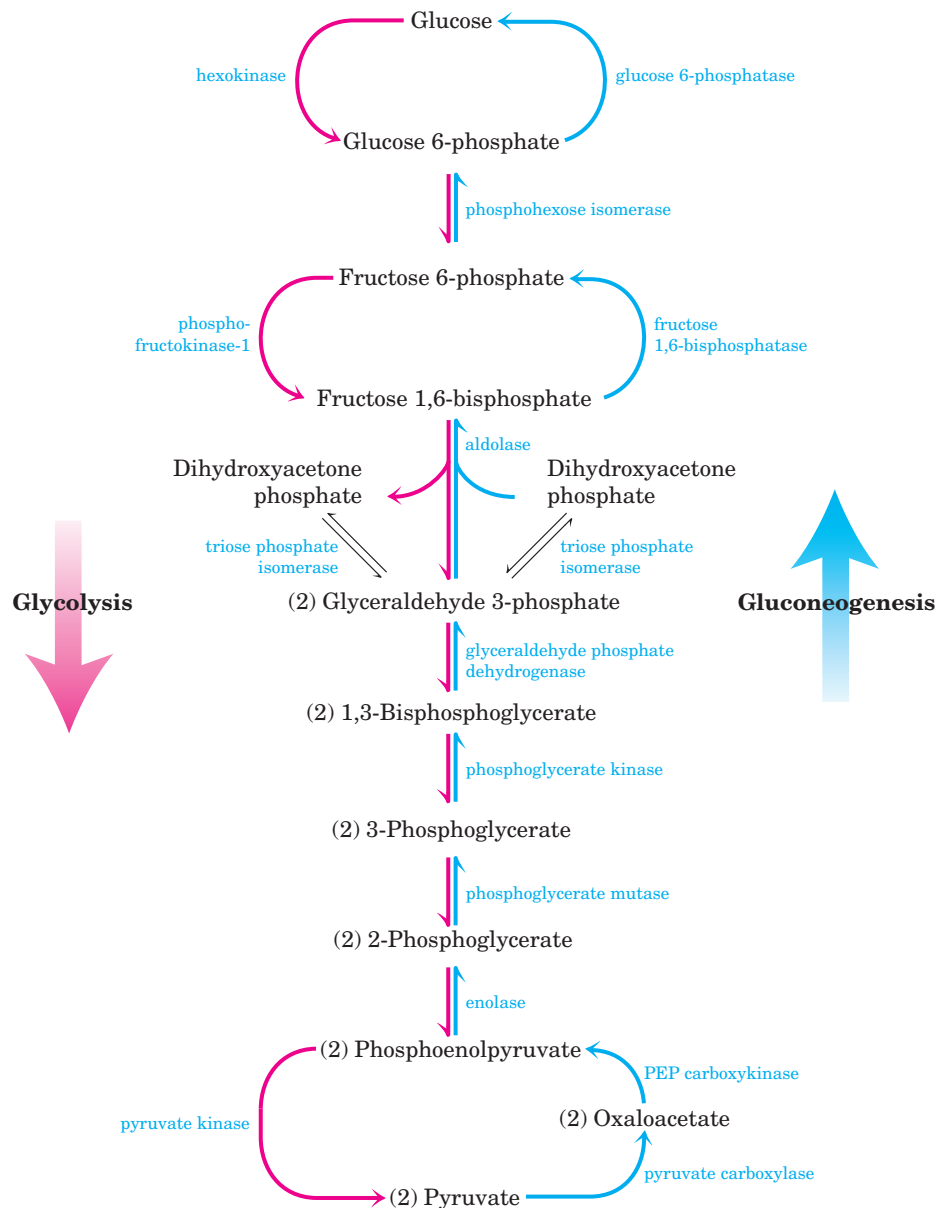 Glucose
hexokinase
glucose 6-phosphatase
Glucose 6-phosphate
phosphohexose isomerase
Fructose 6-phosphate
phospho-
fructokinase-1
fructose
1,6-bisphosphatase
Fructose 1,6-bisphosphate
aldolase
Dihydroxyacetone
phosphate
Dihydroxyacetone
phosphate
triose phosphate
isomerase
triose phosphate
isomerase
Glycolysis
(2) Glyceraldehyde 3-phosphate
Gluconeogenesis
glyceraldehyde phosphate
dehydrogenase
(2) 1,3-Bisphosphoglycerate
phosphoglycerate kinase
(2) 3-Phosphoglycerate
phosphoglycerate mutase
(2) 2-Phosphoglycerate
enolase
(2) Phosphoenolpyruvate
PEP carboxykinase
(2) Oxaloacetate
pyruvate kinase
pyruvate carboxylase
(2) Pyruvate